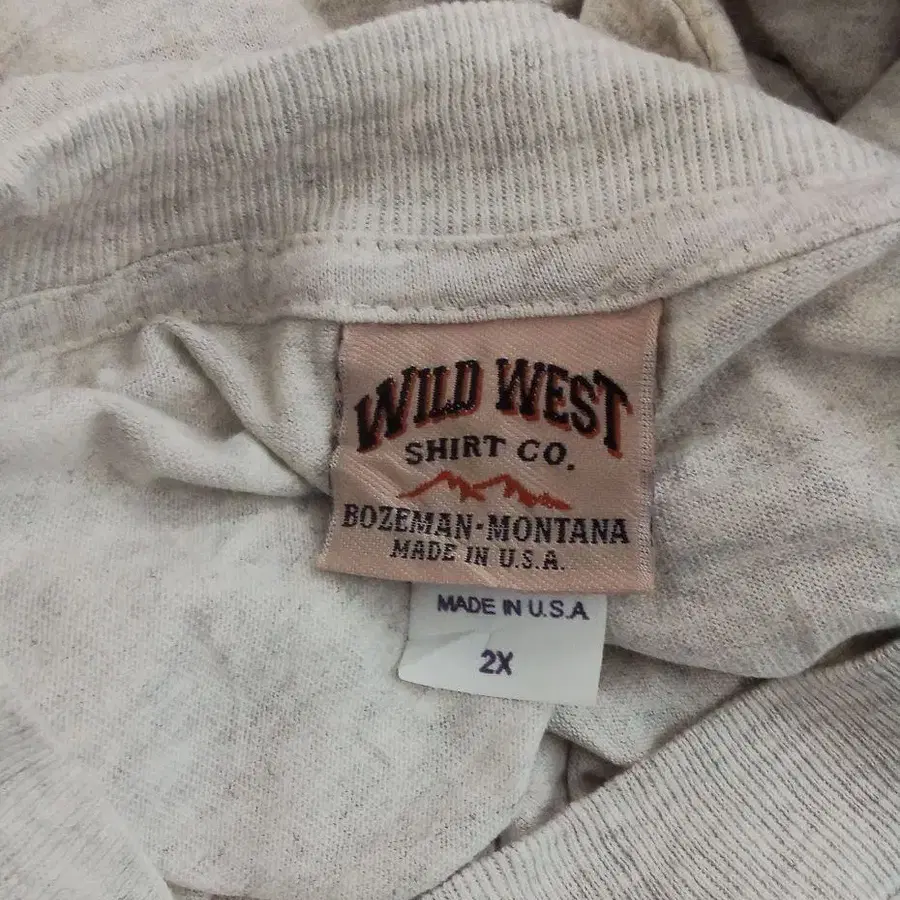 WILD WEST
SHIRT CO.
BOZEMAN-MONTANA
MADE IN U.S.A.
MADE IN U.S.A
2X